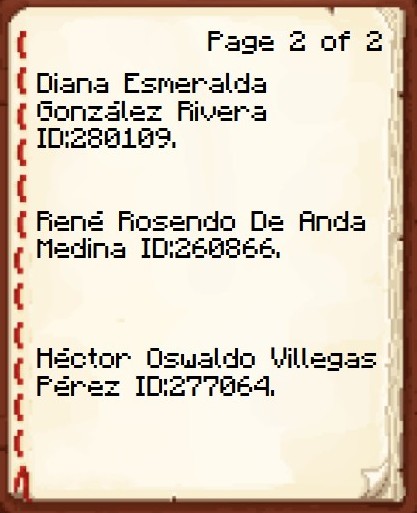 Page 2 of 2
Diana Esmeralda
González Rivera
ID:280109.
René Rosendo De Anda
Medina ID:260866.
Héctor Oswaldo Villegas
Pérez ID:277064.